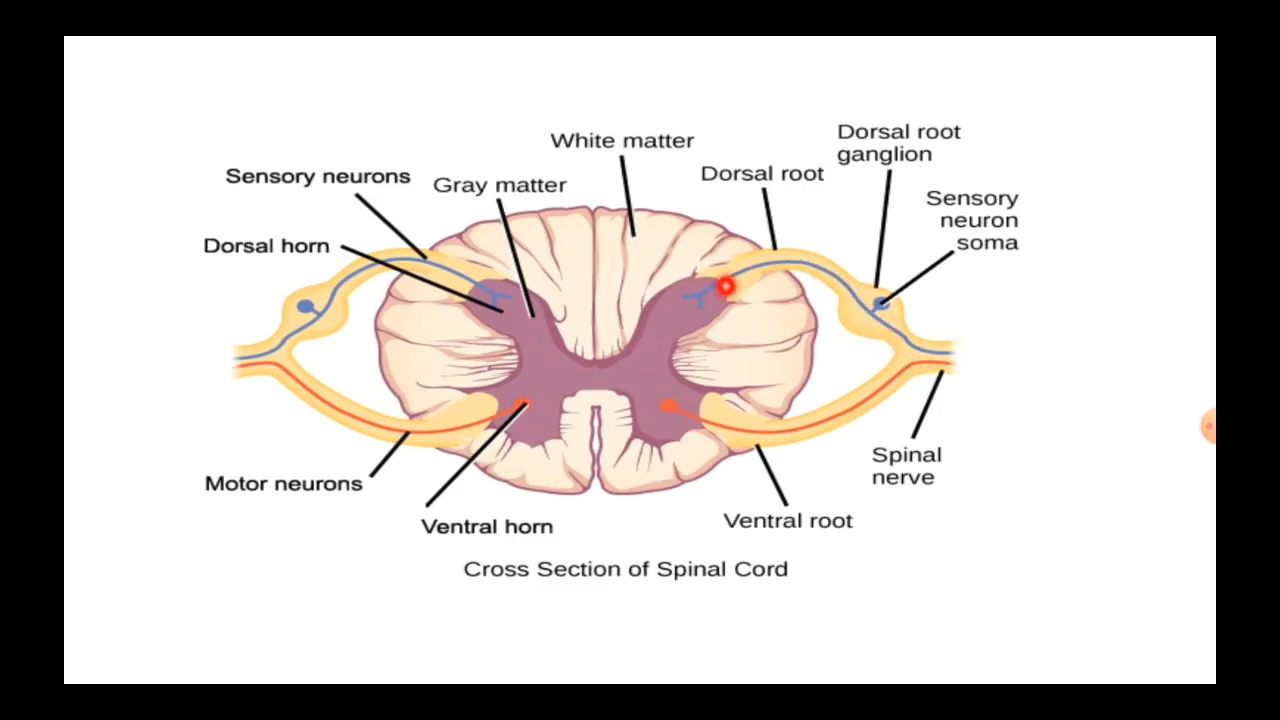 White matter
Dorsal root
ganglion
Sensory neurons
Gray matter
Dorsal root
Sensory
neuron
soma
Dorsal horn
Motor neurons
Ventral horn
Spinal
nerve
Ventral root
Cross Section of Spinal Cord